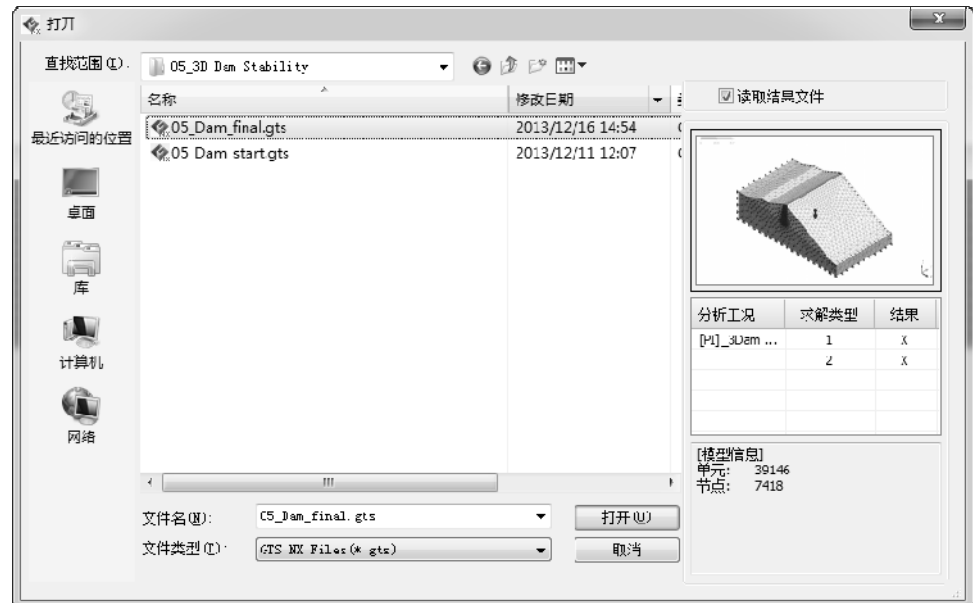 打开
查找范围(I):
05_3D Dam Stability
读取结果文件
名称
修改日期
05_Dam_final.gts
2013/12/16 14:54
05 Dam start.gts
2013/12/11 12:07
最近访问的位置
桌面
库
计算机
网络
分析工况 求解类型 结果
[P1]_3Dam ... 1 X
2 X
[模型信息]
单元: 39146
节点: 7418
文件名(N):
05_Dam_final.gts
打开(O)
文件类型(T):
GTS NX Files(*.gts)
取消